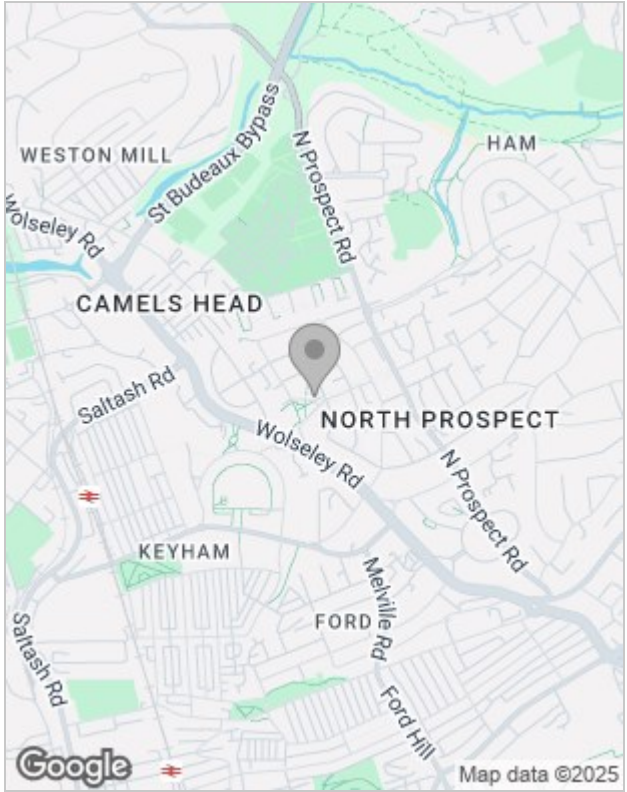 St Budeaux Bypass
N Prospect Rd
HAM
WESTON MILL
Wolseley Rd
CAMELS HEAD
Saltash Rd
NORTH PROSPECT
Wolseley Rd
N Prospect Rd
KEYHAM
Melville Rd
FORD
Saltash Rd
Ford Hill
Google
Map data ©2025